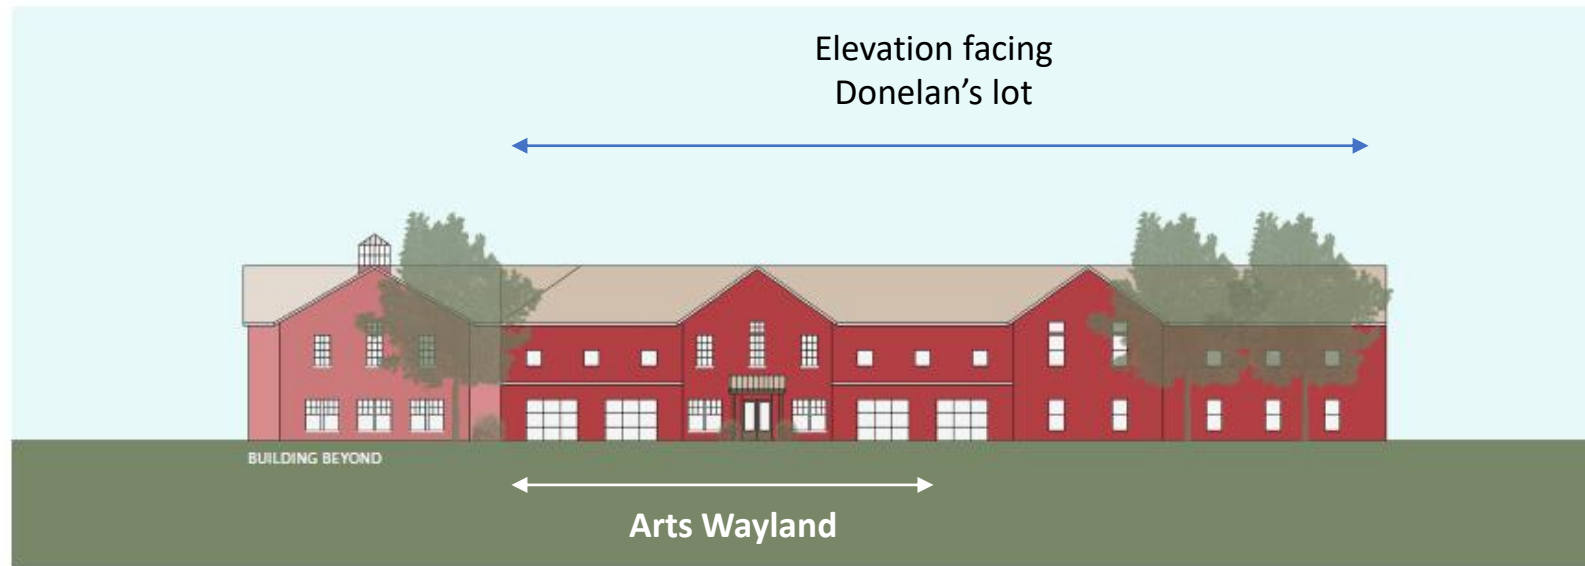 Elevation facing
Donelan’s lot
BUILDING BEYOND
Arts Wayland